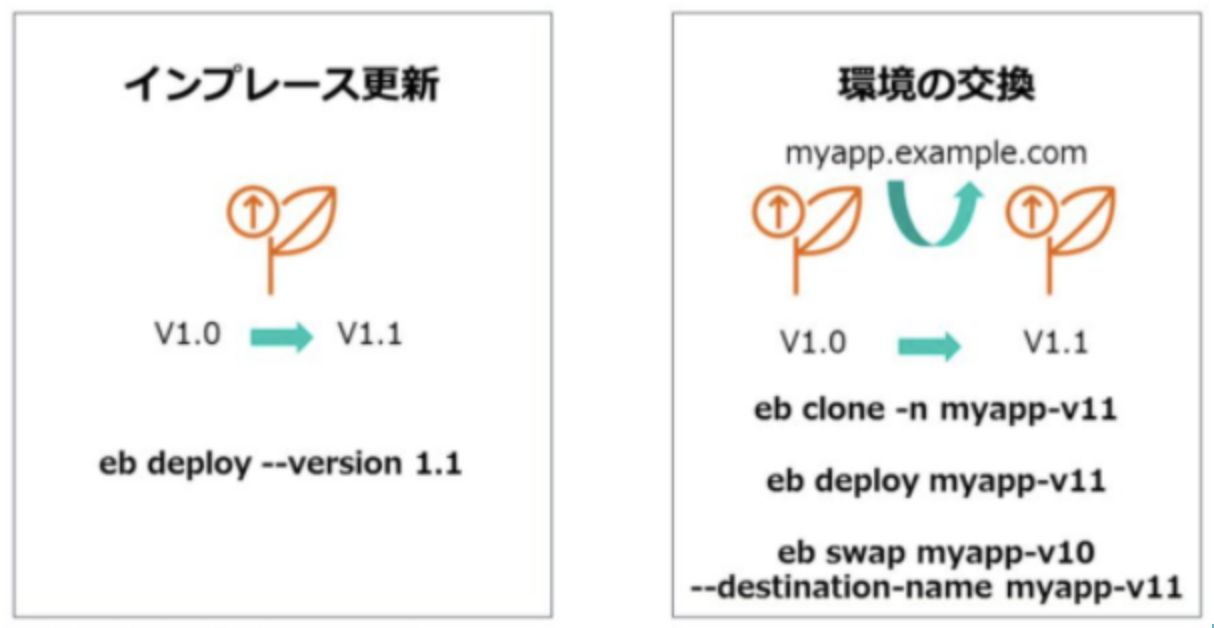 インプレース更新
V1.0
V1.1
eb deploy --version 1.1
環境の交換
myapp.example.com
V1.0
V1.1
eb clone -n myapp-v11
eb deploy myapp-v11
eb swap myapp-v10
--destination-name myapp-v11